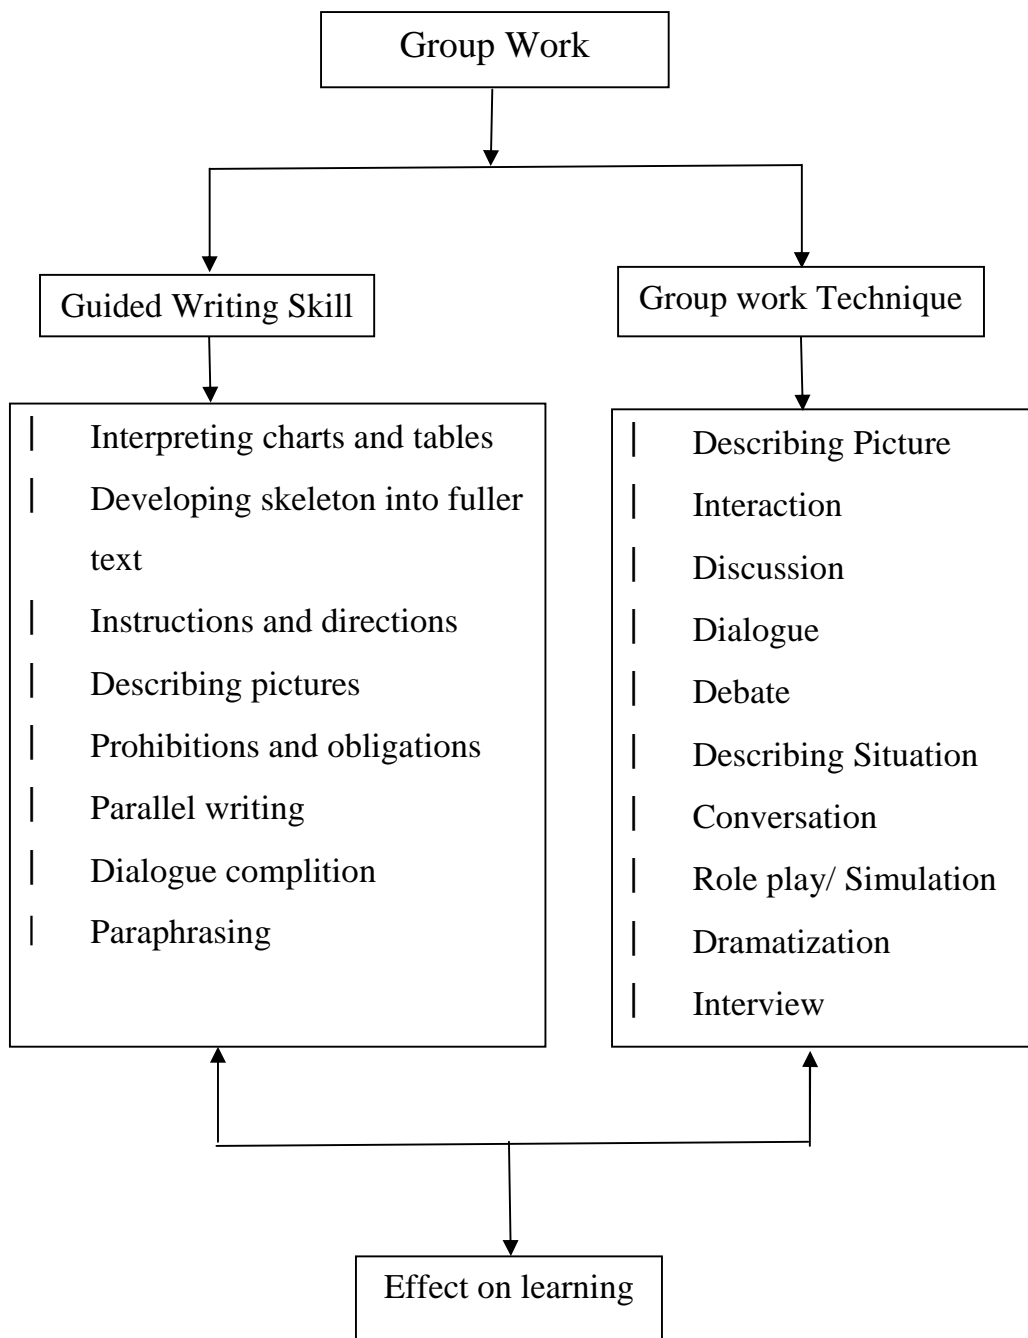 Group Work
Guided Writing Skill
Group work Technique
Interpreting charts and tables
Developing skeleton into fuller
text
Instructions and directions
Describing pictures
Prohibitions and obligations
Parallel writing
Dialogue complition
Paraphrasing
Describing Picture
Interaction
Discussion
Dialogue
Debate
Describing Situation
Conversation
Role play/ Simulation
Dramatization
Interview
Effect on learning